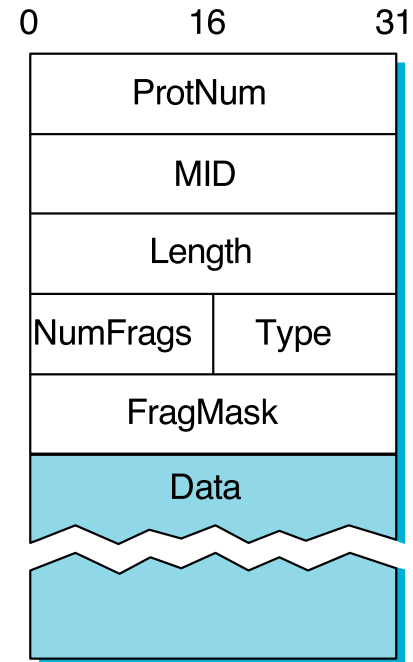 0 16 31
ProtNum
MID
Length
NumFrags Type
FragMask
Data